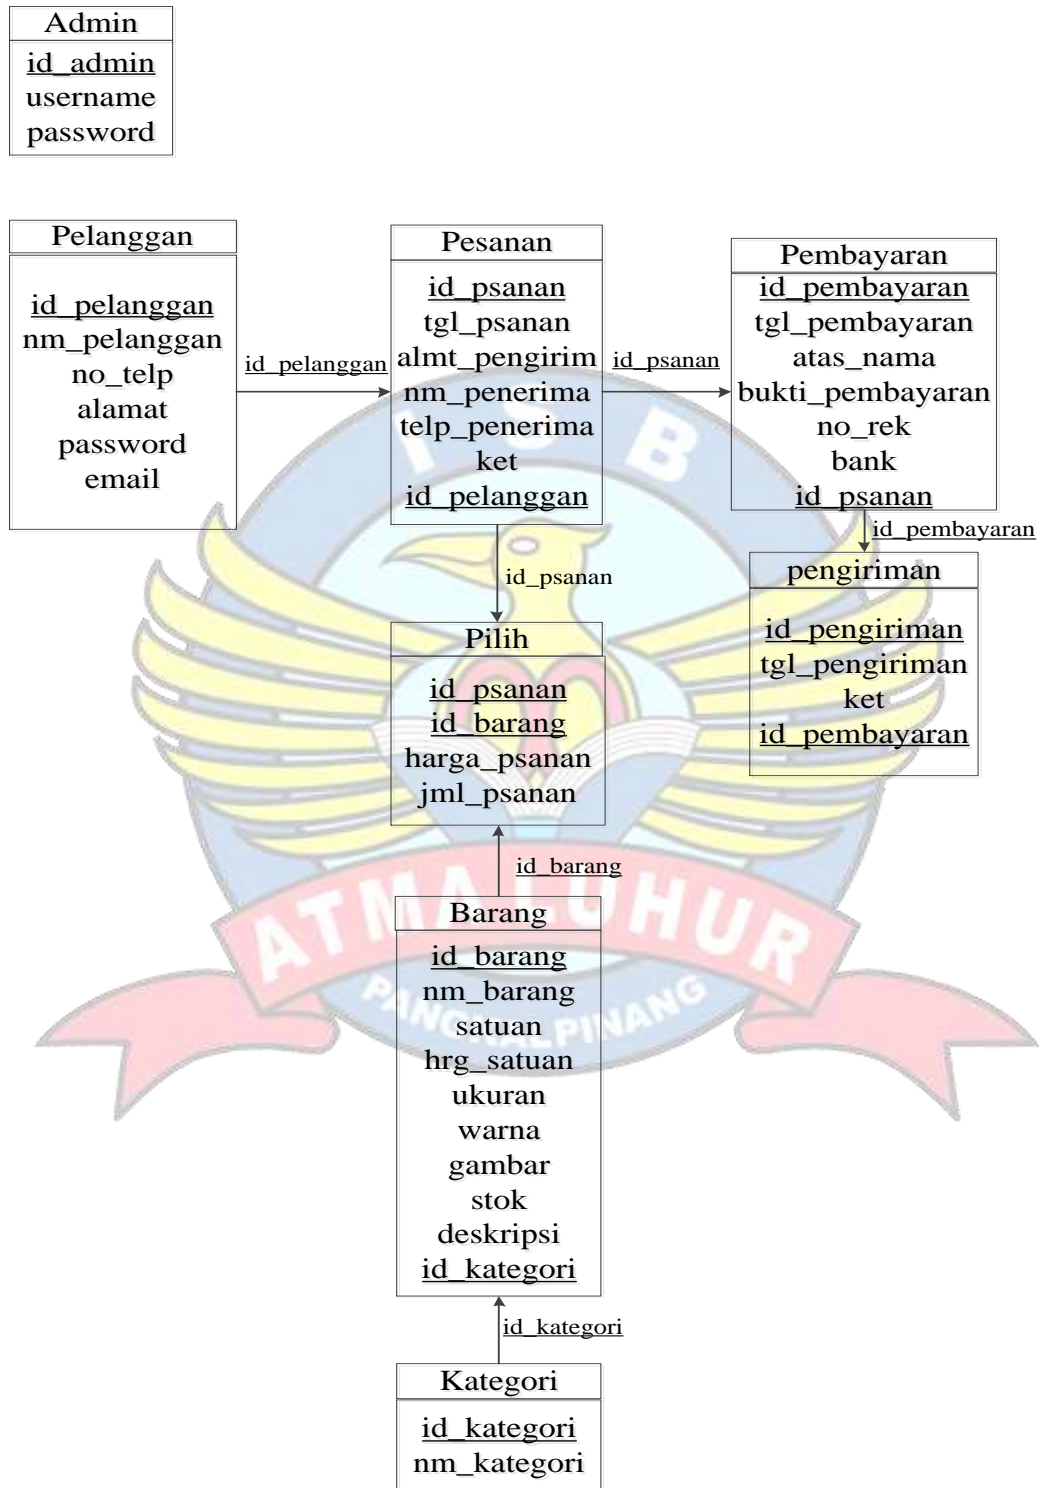 Admin
id_admin
username
password
Pelanggan
id_pelanggan
nm_pelanggan
no_telp
alamat
password
email
id_pelanggan
Pesanan
id_psanan
tgl_psanan
almt_pengirim
nm_penerima
telp_penerima
ket
id_pelanggan
id_psanan
Pembayaran
id_pembayaran
tgl_pembayaran
atas_nama
bukti_pembayaran
no_rek
bank
id_psanan
id_pembayaran
pengiriman
id_pengiriman
tgl_pengiriman
ket
id_pembayaran
id_psanan
Pilih
id_psanan
id_barang
harga_psanan
jml_psanan
id_barang
Barang
id_barang
nm_barang
satuan
hrg_satuan
ukuran
warna
gambar
stok
deskripsi
id_kategori
id_kategori
Kategori
id_kategori
nm_kategori
I S B
ATMA LUHUR
PANGKALPINANG